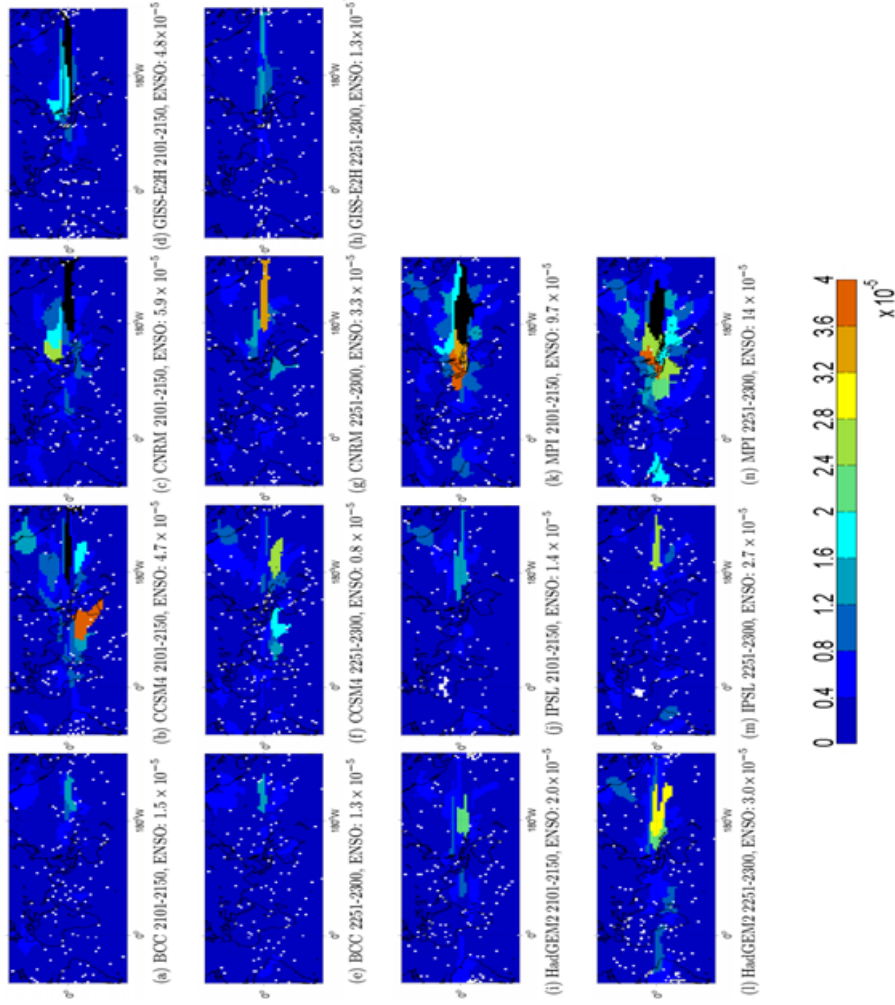 (a) BCC 2101-2150, ENSO: 1.5 × 10⁻⁵
(b) CCSM4 2101-2150, ENSO: 4.7 × 10⁻⁵
(c) CNRM 2101-2150, ENSO: 5.9 × 10⁻⁵
(d) GISS-E2H 2101-2150, ENSO: 4.8×10⁻⁵
(e) BCC 2251-2300, ENSO: 1.3 × 10⁻⁵
(f) CCSM4 2251-2300, ENSO: 0.8 × 10⁻⁵
(g) CNRM 2251-2300, ENSO: 3.3 × 10⁻⁵
(h) GISS-E2H 2251-2300, ENSO: 1.3×10⁻⁵
(i) HadGEM2 2101-2150, ENSO: 2.0×10⁻⁵
(j) IPSL 2101-2150, ENSO: 1.4 × 10⁻⁵
(k) MPI 2101-2150, ENSO: 9.7 × 10⁻⁵
(l) HadGEM2 2251-2300, ENSO: 3.0×10⁻⁵
(m) IPSL 2251-2300, ENSO: 2.7 × 10⁻⁵
(n) MPI 2251-2300, ENSO: 14 × 10⁻⁵
0 0.4 0.8 1.2 1.6 2 2.4 2.8 3.2 3.6 4
x10⁻⁵